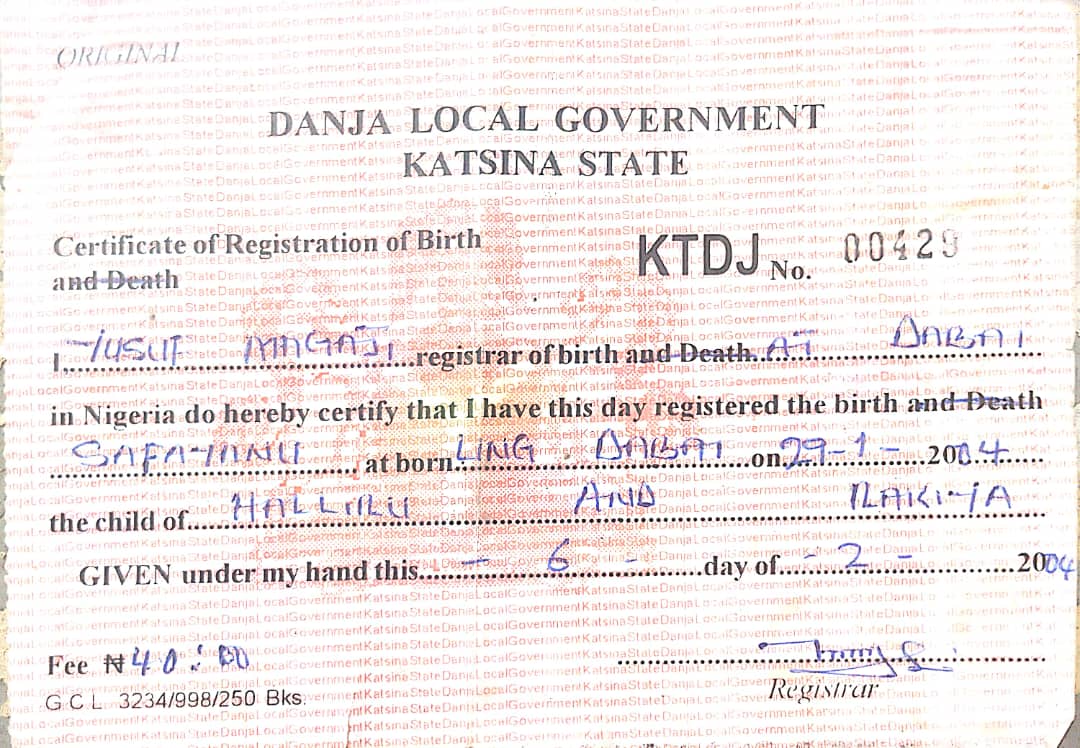 ORIGINAL
DANJA LOCAL GOVERNMENT
KATSINA STATE
Certificate of Registration of Birth
and Death
KTDJ No. 00429
I YUSUF MAGAJI registrar of birth and Death. AT DABAI
in Nigeria do hereby certify that I have this day registered the birth and Death
SAFAYANU at born LING DABAI on 29-1- 2004
the child of HALLIRU AND RAKIYA
GIVEN under my hand this - 6 - day of - 2 - 2004
Fee ₦40:00
Registrar
G C L 3234/998/250 Bks.